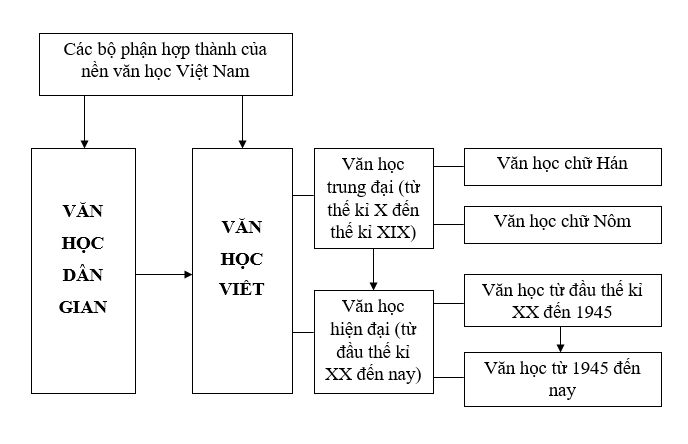 Các bộ phận hợp thành của
nền văn học Việt Nam
VĂN
HỌC
DÂN
GIAN
VĂN
HỌC
VIÊT
Văn học
trung đại (từ
thế kỉ X đến
thế kỉ XIX)
Văn học chữ Hán
Văn học chữ Nôm
Văn học
hiện đại (từ
đầu thế kỉ
XX đến nay)
Văn học từ đầu thế kỉ
XX đến 1945
Văn học từ 1945 đến
nay